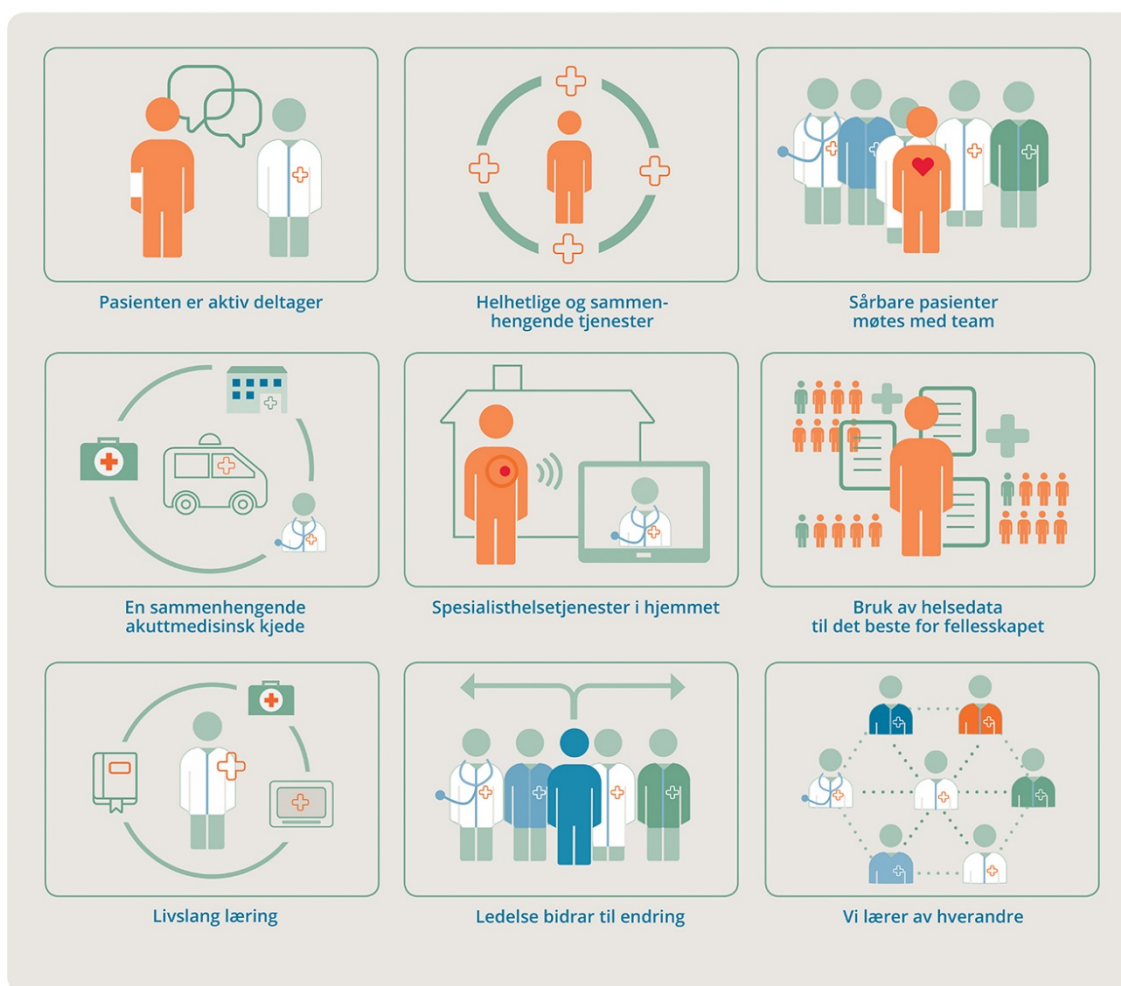 Pasienten er aktiv deltager
Helhetlige og sammen-
hengende tjenester
Sårbare pasienter
møtes med team
En sammenhengende
akuttmedisinsk kjede
Spesialisthelsetjenester i hjemmet
Bruk av helsedata
til det beste for fellesskapet
Livslang læring
Ledelse bidrar til endring
Vi lærer av hverandre